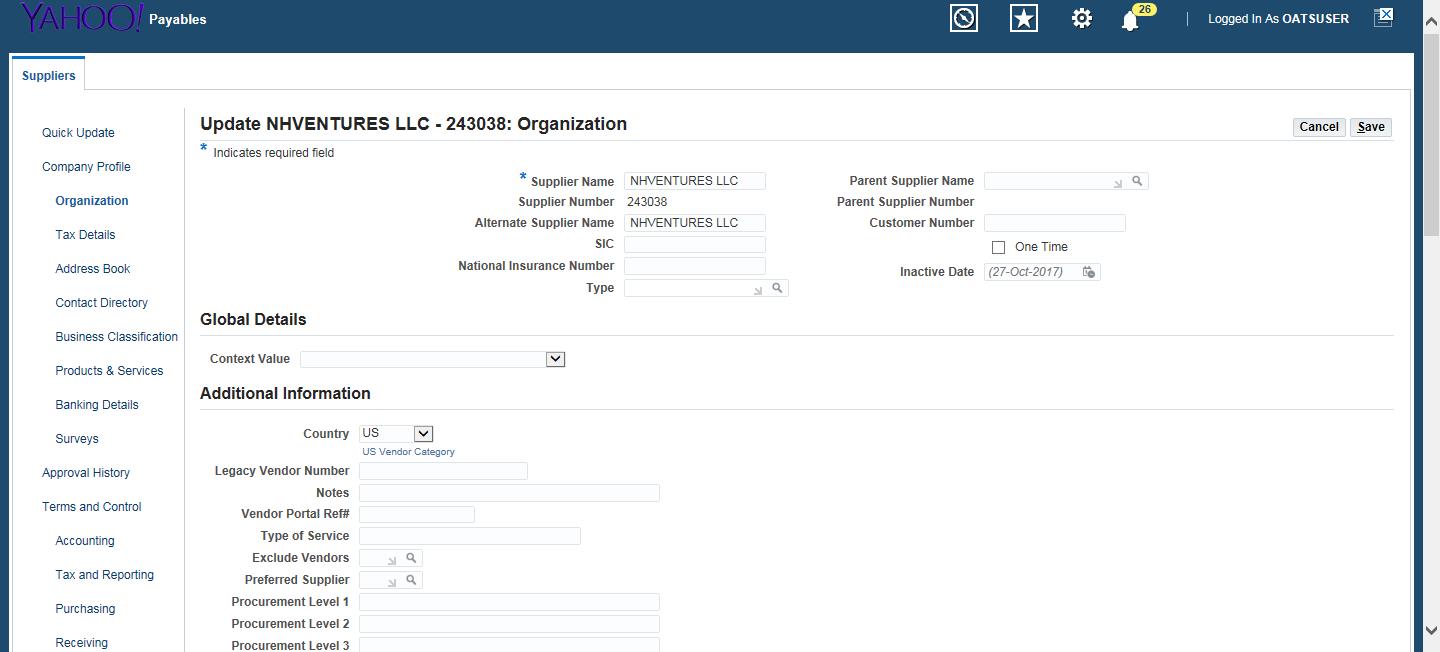 YAHOO! Payables
26
Logged In As OATSUSER
Suppliers
Quick Update
Company Profile
Organization
Tax Details
Address Book
Contact Directory
Business Classification
Products & Services
Banking Details
Surveys
Approval History
Terms and Control
Accounting
Tax and Reporting
Purchasing
Receiving
Update NHVENTURES LLC - 243038: Organization
Cancel Save
* Indicates required field
* Supplier Name NHVENTURES LLC
Supplier Number 243038
Alternate Supplier Name NHVENTURES LLC
SIC
National Insurance Number
Type
Parent Supplier Name
Parent Supplier Number
Customer Number
One Time
Inactive Date (27-Oct-2017)
Global Details
Context Value
Additional Information
Country US
US Vendor Category
Legacy Vendor Number
Notes
Vendor Portal Ref#
Type of Service
Exclude Vendors
Preferred Supplier
Procurement Level 1
Procurement Level 2
Procurement Level 3